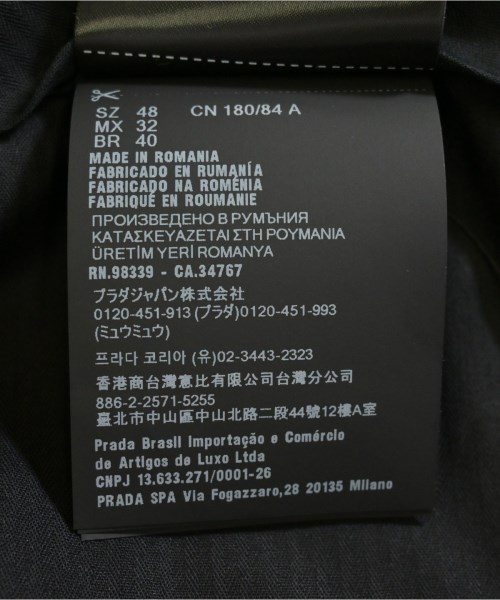 SZ 48 CN 180/84 A
MX 32
BR 40
MADE IN ROMANIA
FABRICADO EN RUMANÍA
FABRICADO NA ROMÉNIA
FABRIQUÉ EN ROUMANIE
ПРОИЗВЕДЕНО В РУМЪНИЯ
ΚΑΤΑΣΚΕΥΑΖΕΤΑΙ ΣΤΗ ΡΟΥΜΑΝΙΑ
ÜRETİM YERİ ROMANYA
RN.98339 - CA.34767
プラダジャパン株式会社
0120-451-913 (プラダ)0120-451-993
(ミュウミュウ)
프라다 코리아 (유)02-3443-2323
香港商台灣意比有限公司台灣分公司
886-2-2571-5255
臺北市中山區中山北路二段44號12樓A室
Prada Brasil Importação e Comércio
de Artigos de Luxo Ltda
CNPJ 13.633.271/0001-26
PRADA SPA Via Fogazzaro,28 20135 Milano